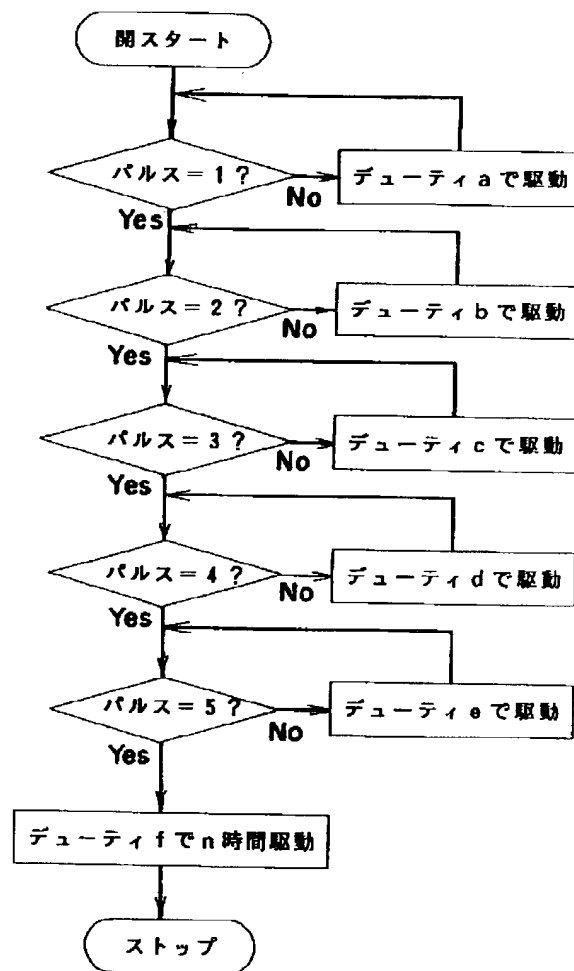 開スタート
パルス＝1？
No
デューティaで駆動
Yes
パルス＝2？
No
デューティbで駆動
Yes
パルス＝3？
No
デューティcで駆動
Yes
パルス＝4？
No
デューティdで駆動
Yes
パルス＝5？
No
デューティeで駆動
Yes
デューティfでn時間駆動
ストップ